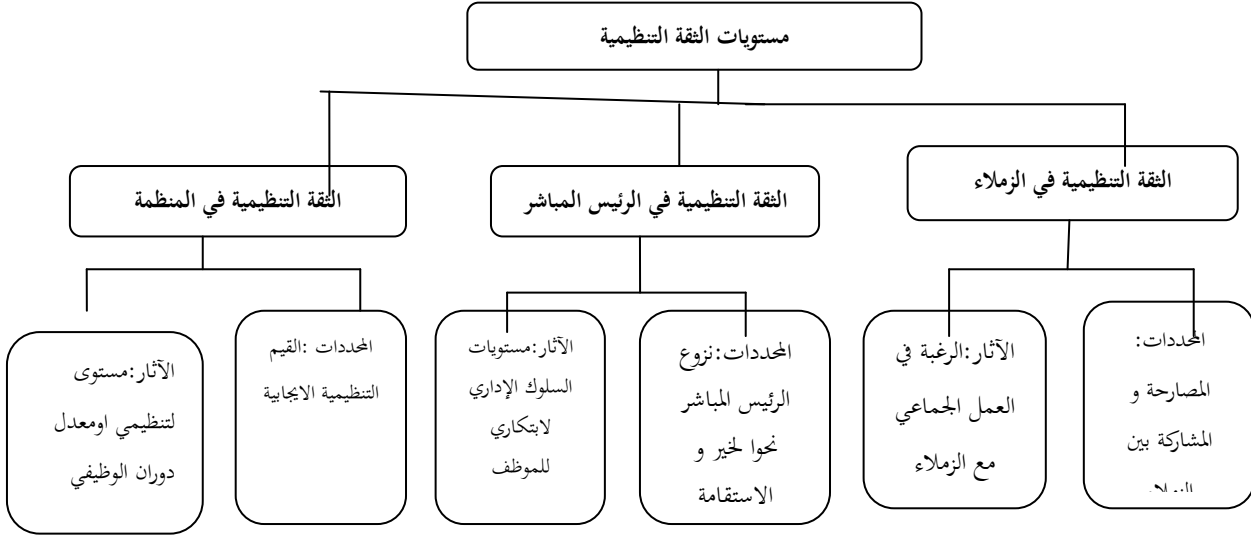 مستويات الثقة التنظيمية
الثقة التنظيمية في الزملاء
الثقة التنظيمية في الرئيس المباشر
الثقة التنظيمية في المنظمة
المحددات:
المصارحة و
المشاركة بين
الآثار:الرغبة في
العمل الجماعي
مع الزملاء
المحددات:نزوع
الرئيس المباشر
نحوا لخير و
الاستقامة
الآثار:مستويات
السلوك الإداري
لابتكاري
للموظف
المحددات :القيم
التنظيمية الايجابية
الآثار:مستوى
لتنظيمي اومعدل
دوران الوظيفي